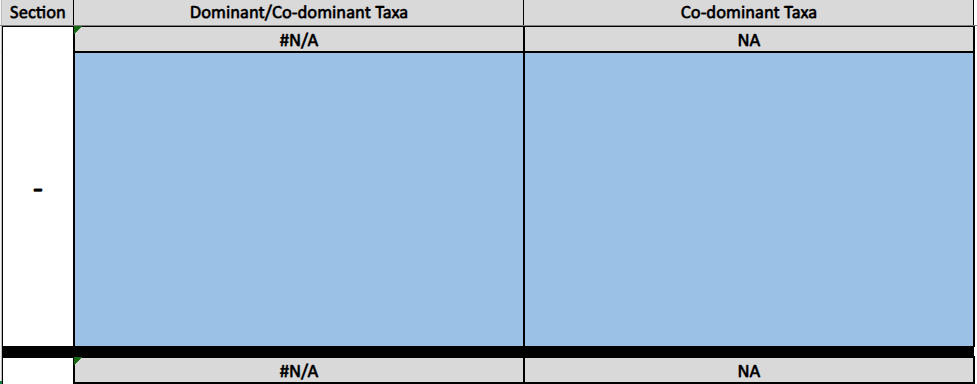 Section Dominant/Co-dominant Taxa Co-dominant Taxa
#N/A NA
-
#N/A NA